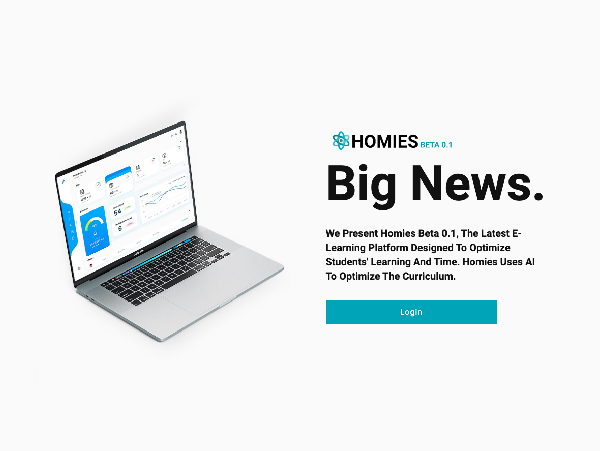 HOMIES BETA 0.1
Big News.
We Present Homies Beta 0.1, The Latest E-
Learning Platform Designed To Optimize
Students' Learning And Time. Homies Uses AI
To Optimize The Curriculum.
Login
54